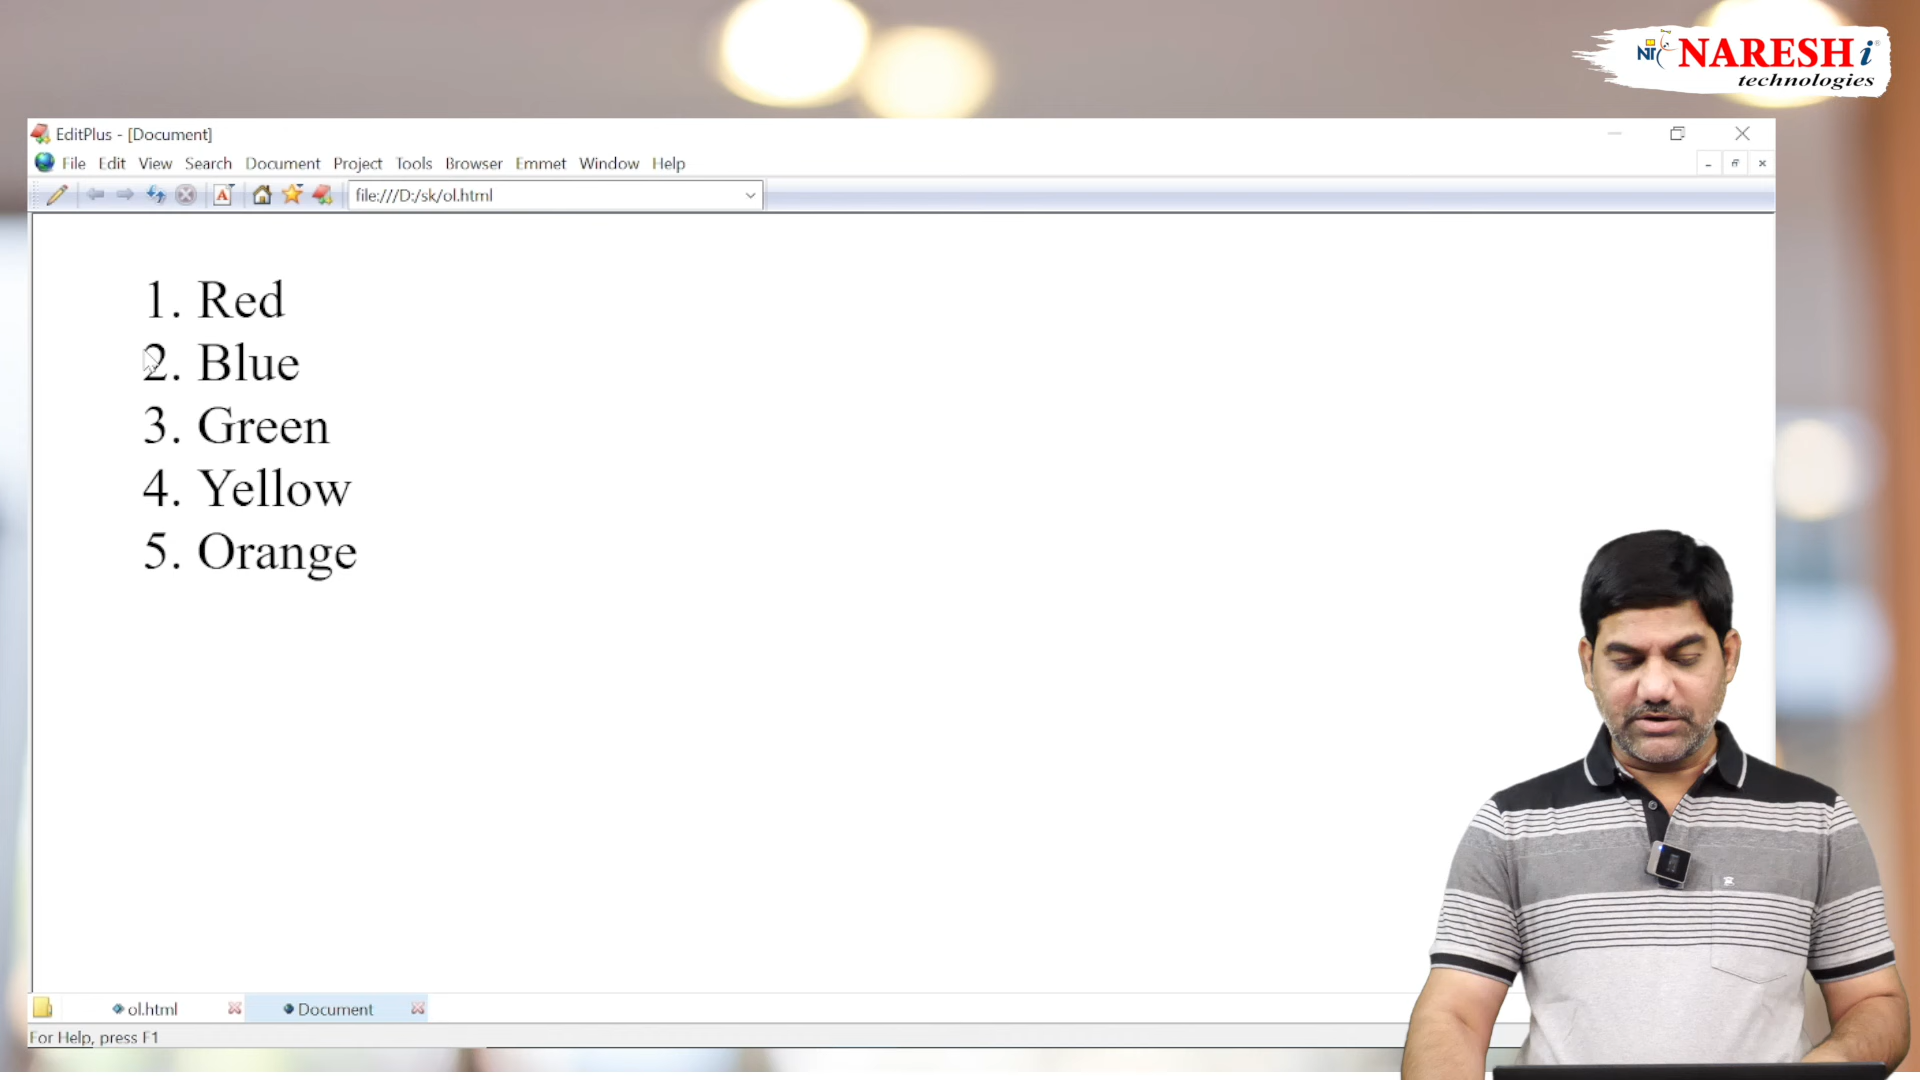 NiT NARESH i ®
technologies
EditPlus - [Document]
File Edit View Search Document Project Tools Browser Emmet Window Help
A file:///D:/sk/ol.html
1. Red
2. Blue
3. Green
4. Yellow
5. Orange
ol.html Document
For Help, press F1